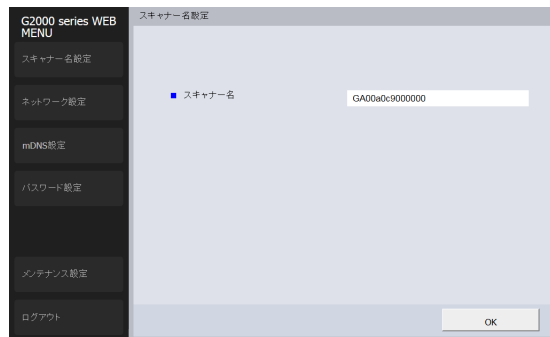 G2000 series WEB
MENU
スキャナー名設定
ネットワーク設定
mDNS設定
パスワード設定
メンテナンス設定
ログアウト
スキャナー名設定
スキャナー名
GA00a0c9000000
OK